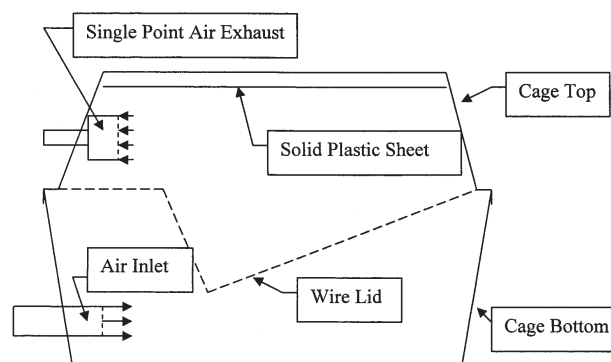 Single Point Air Exhaust
Cage Top
Solid Plastic Sheet
Air Inlet
Wire Lid
Cage Bottom